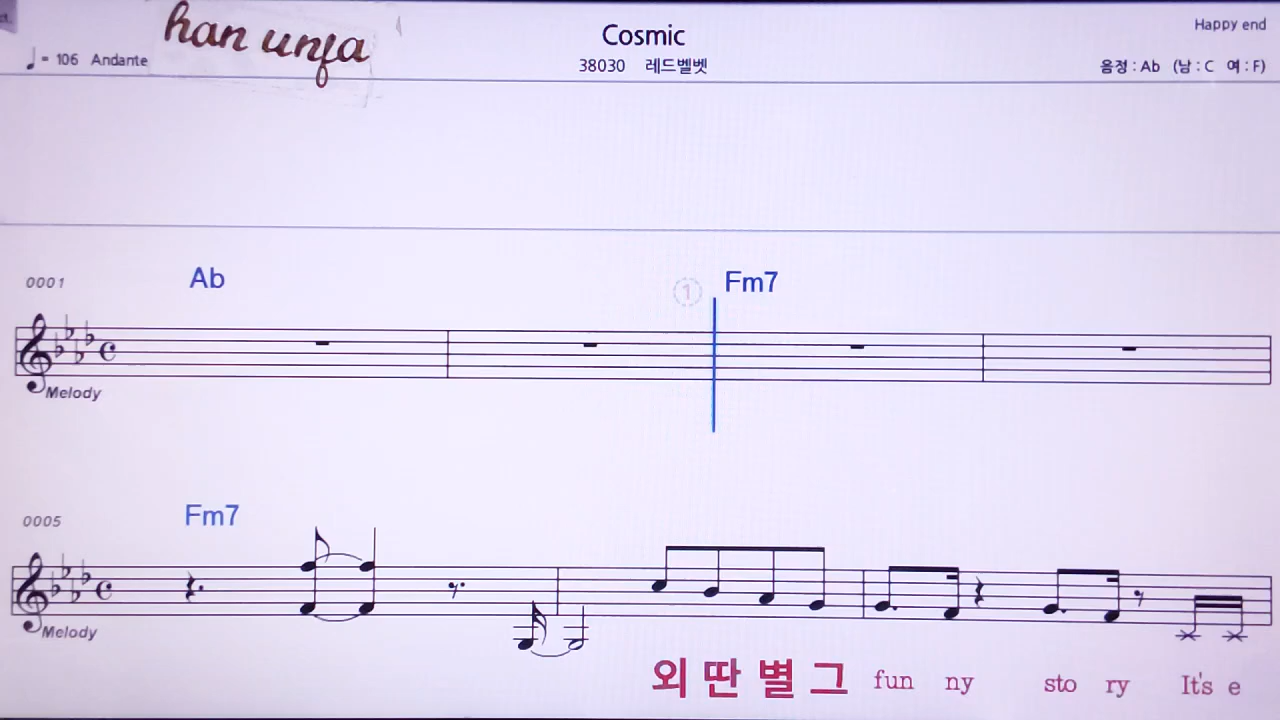 han unja
Cosmic
Happy end
= 106 Andante
38030 레드벨벳
음정 : Ab (남 : C 여 : F)
0001
Ab
1
Fm7
Melody
0005
Fm7
Melody
외 딴 별 그 fun ny sto ry It's e